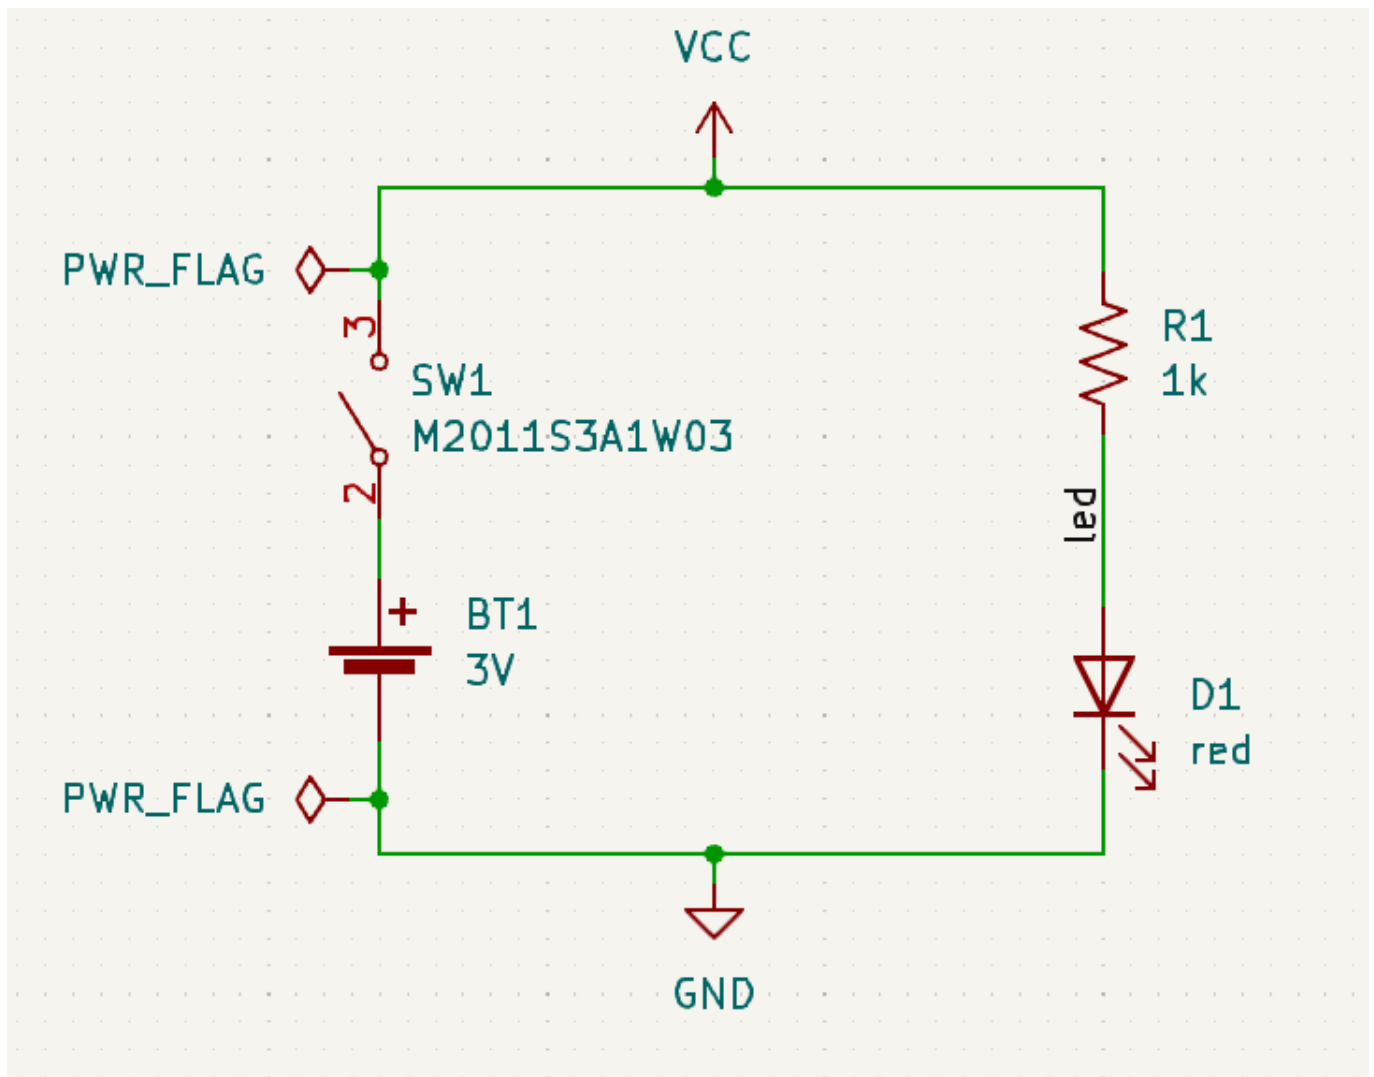 VCC
PWR_FLAG
3
SW1
M2011S3A1W03
2
R1
1k
led
+
BT1
3V
D1
red
PWR_FLAG
GND